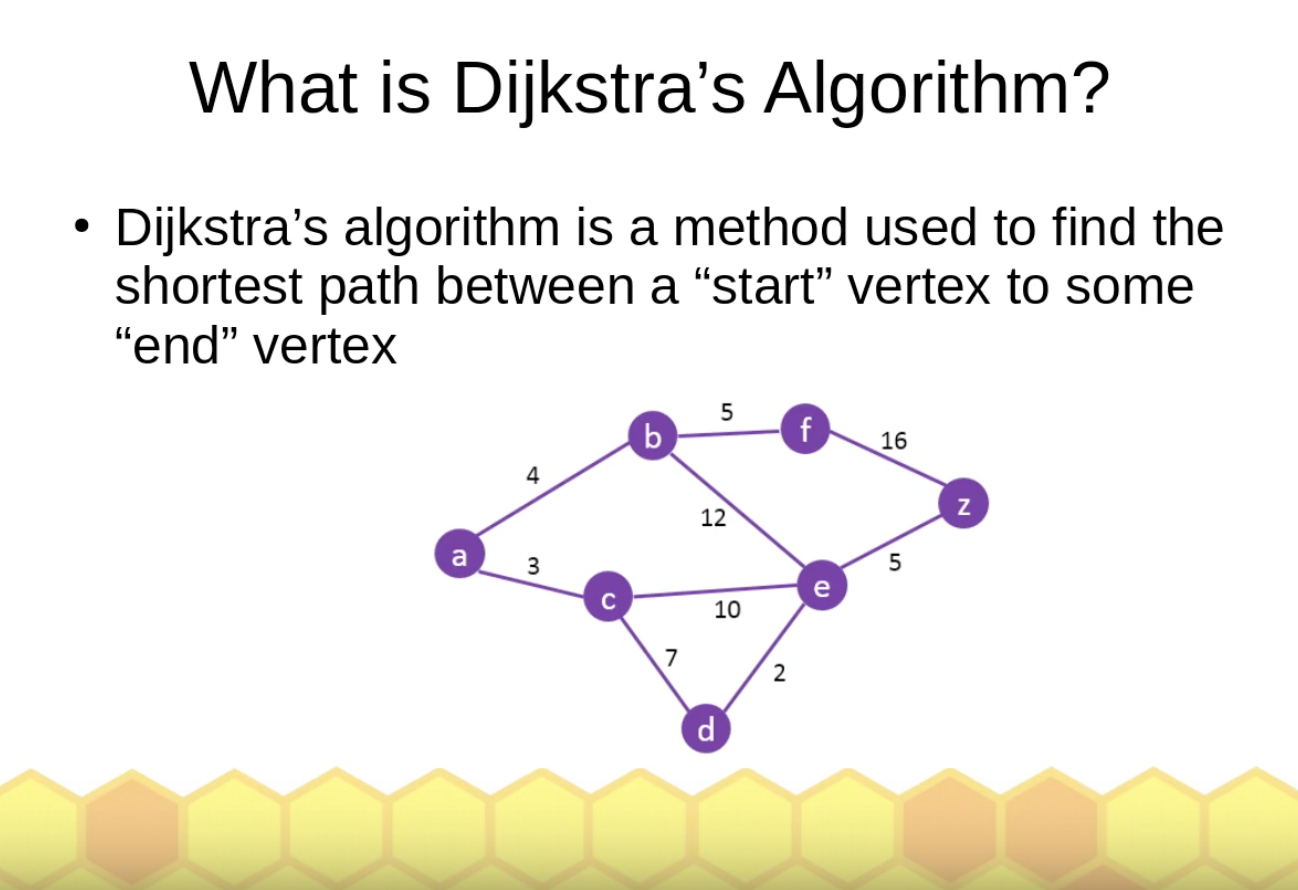 What is Dijkstra’s Algorithm?
• Dijkstra’s algorithm is a method used to find the
shortest path between a “start” vertex to some
“end” vertex
5
b
f
16
4
z
12
a
3
5
c
e
10
7
2
d